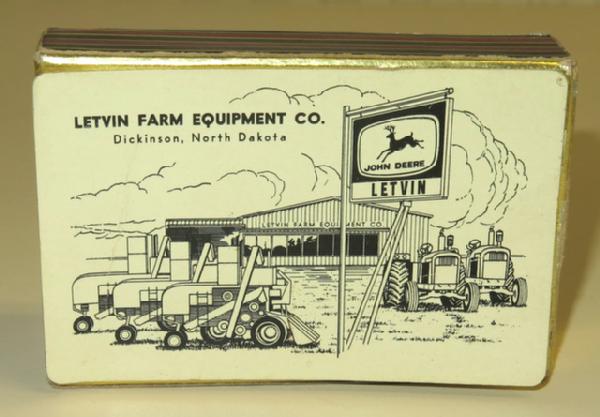 LETVIN FARM EQUIPMENT CO.
Dickinson, North Dakota
JOHN DEERE
LETVIN
LETVIN FARM EQUIPMENT CO.